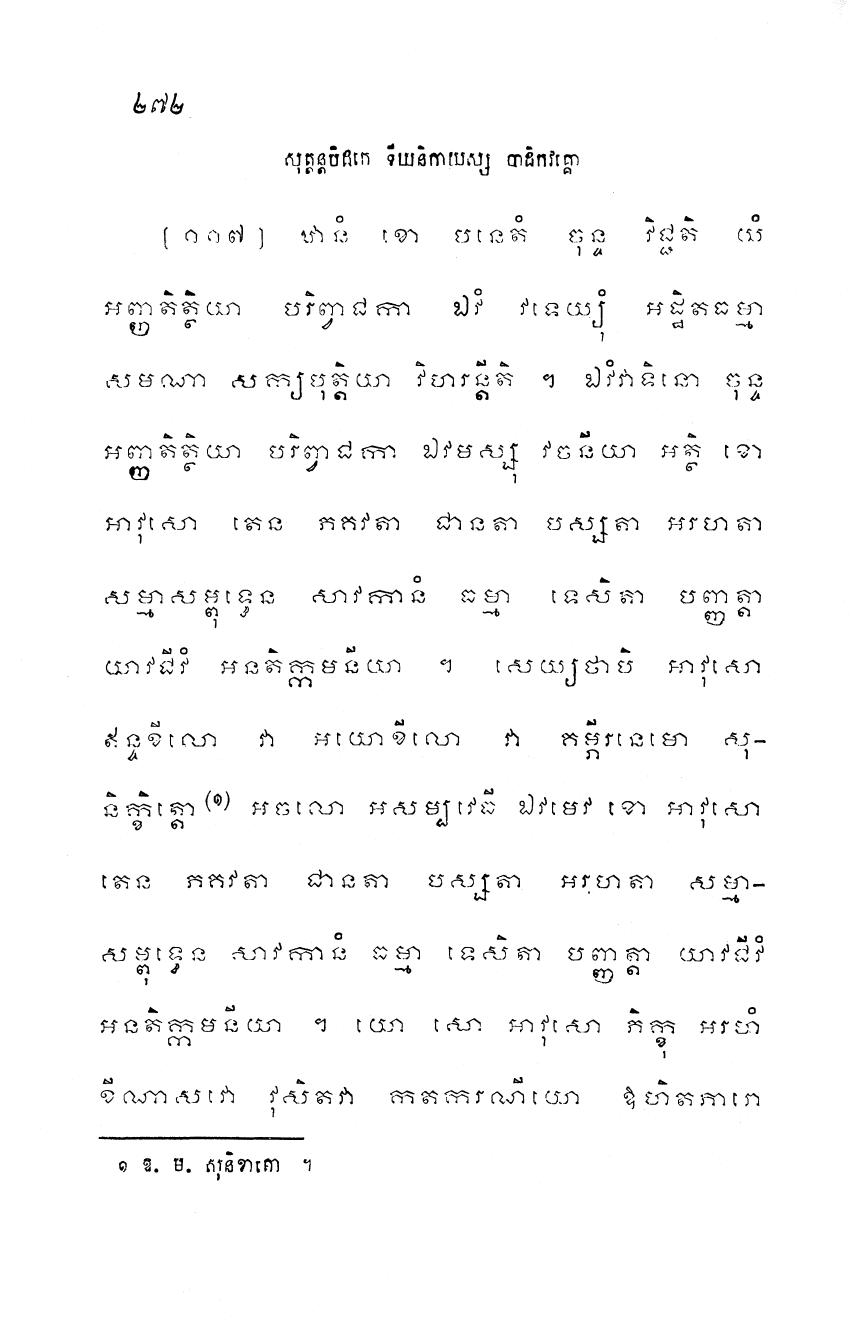 ២៧២
សុត្តន្តបិដកេ ទីឃនិកាយស្ស បាដិកវគ្គោ
[១១៧] ឋានំ ខោ បនេតំ ចុន្ទ វិជ្ជតិ យំ
អញ្ញតិត្ថិយា បរិព្វាជកា ឯវំ វទេយ្យុំ អដ្ឋិតធម្មា
សមណា សក្យបុត្តិយា វិហរន្តីតិ ។ ឯវំវាទិនោ ចុន្ទ
អញ្ញតិត្ថិយា បរិព្វាជកា ឯវមស្សុ វចនីយា អត្ថិ ខោ
អាវុសោ តេន ភគវតា ជានតា បស្សតា អរហតា
សម្មាសម្ពុទ្ធេន សាវកានំ ធម្មា ទេសិតា បញ្ញត្តា
យាវជីវំ អនតិក្កមនីយា ។ សេយ្យថាបិ អាវុសោ
ឥន្ទខីលោ វា អយោខីលោ វា គម្ភីរនេមោ សុ-
និក្ខិត្តោ (១) អចលោ អសម្បវេធី ឯវមេវ ខោ អាវុសោ
តេន ភគវតា ជានតា បស្សតា អរហតា សម្មា-
សម្ពុទ្ធេន សាវកានំ ធម្មា ទេសិតា បញ្ញត្តា យាវជីវំ
អនតិក្កមនីយា ។ យោ សោ អាវុសោ ភិក្ខុ អរហំ
ខីណាសវោ វុសិតវា កតករណីយោ ឱហិតភារោ
១ ឱ. ម. សុនិខាតោ ។